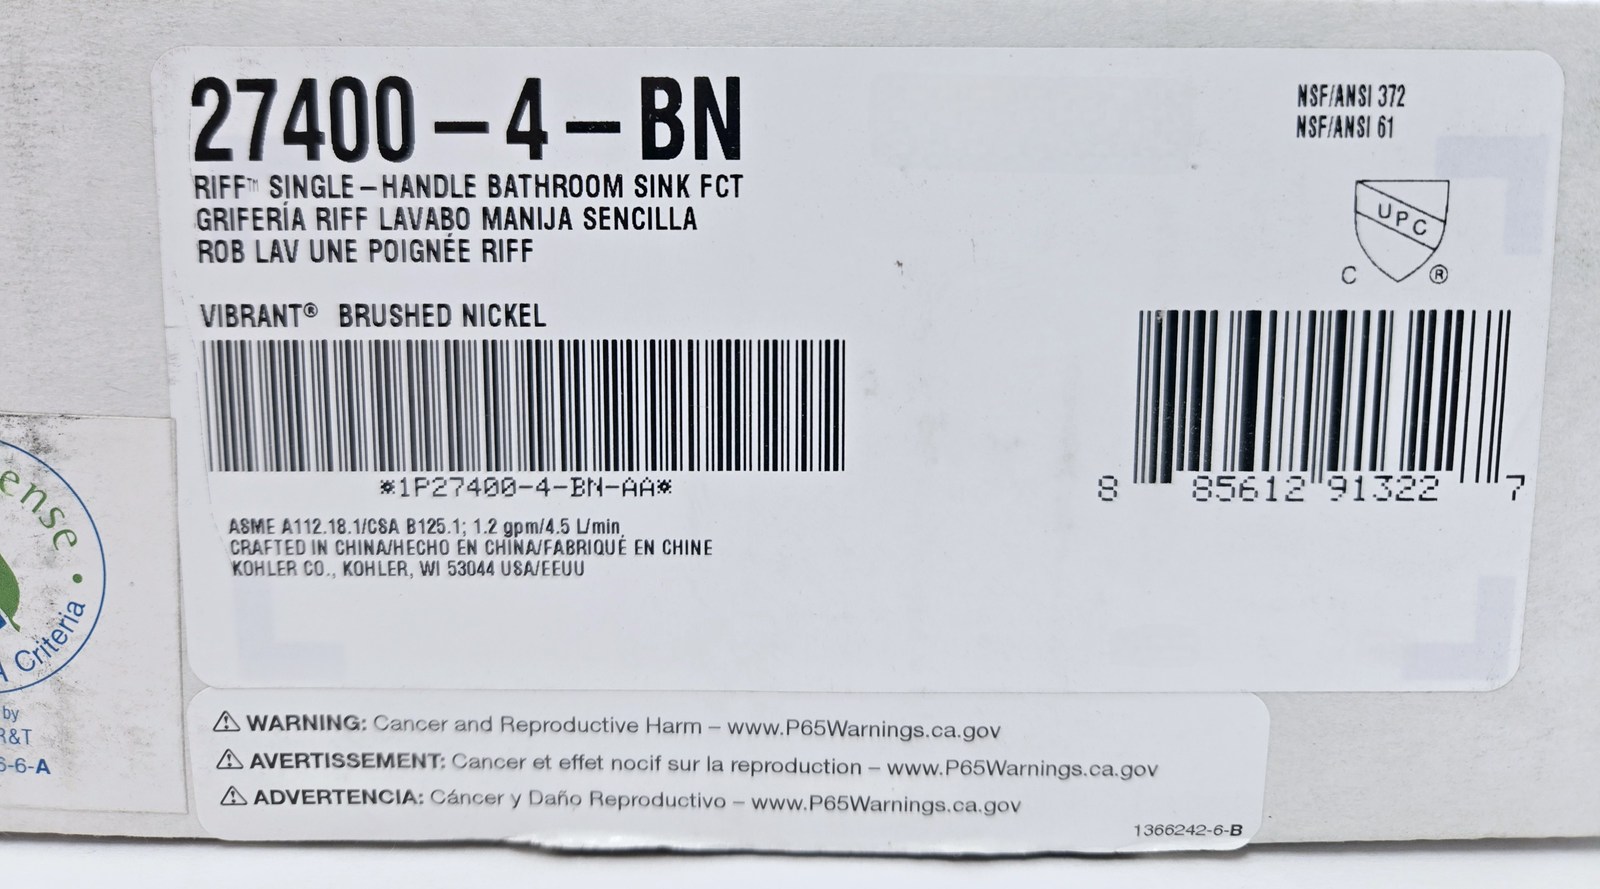 27400-4-BN
RIFF™ SINGLE-HANDLE BATHROOM SINK FCT
GRIFERÍA RIFF LAVABO MANIJA SENCILLA
ROB LAV UNE POIGNÉE RIFF
VIBRANT® BRUSHED NICKEL
*1P27400-4-BN-AA*
ASME A112.18.1/CSA B125.1; 1.2 gpm/4.5 L/min
CRAFTED IN CHINA/HECHO EN CHINA/FABRIQUÉ EN CHINE
KOHLER CO., KOHLER, WI 53044 USA/EEUU
NSF/ANSI 372
NSF/ANSI 61
UPC
C ®
8 85612 91322 7
ense
Criteria
by
R&T
6-6-A
⚠ WARNING: Cancer and Reproductive Harm – www.P65Warnings.ca.gov
⚠ AVERTISSEMENT: Cancer et effet nocif sur la reproduction – www.P65Warnings.ca.gov
⚠ ADVERTENCIA: Cáncer y Daño Reproductivo – www.P65Warnings.ca.gov
1366242-6-B